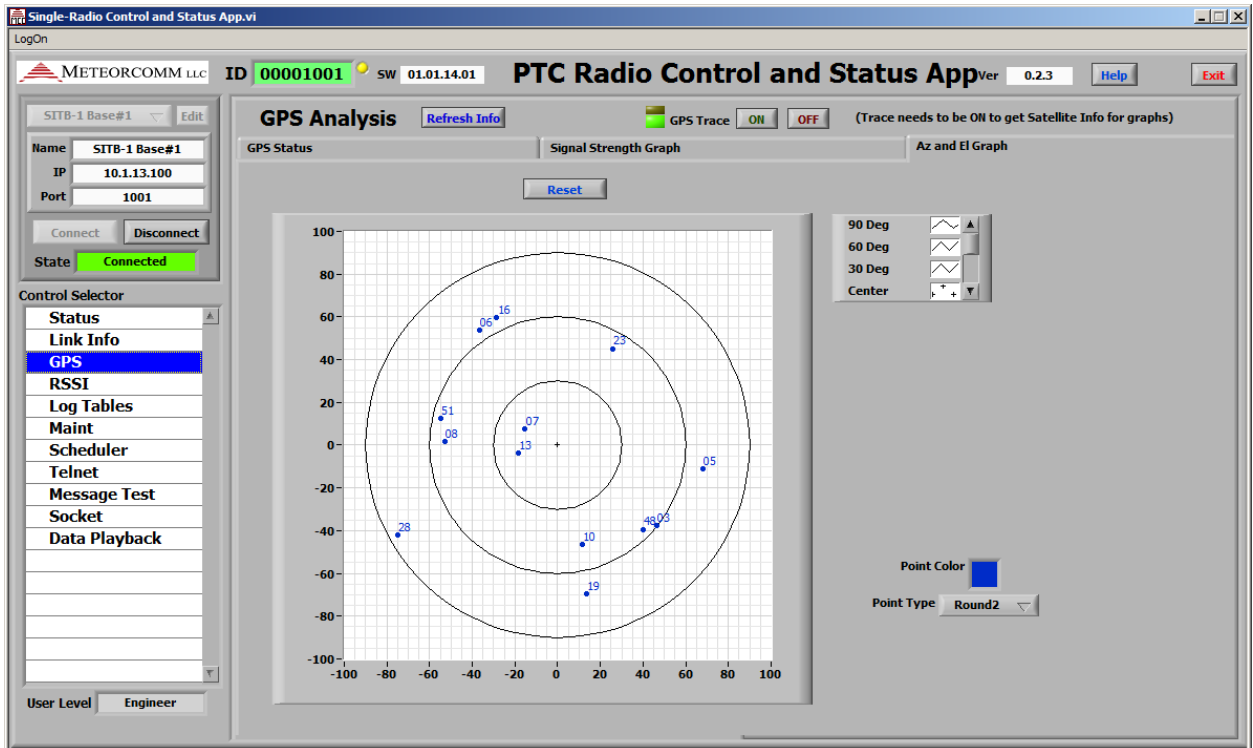 Single-Radio Control and Status App.vi
LogOn
METEORCOMM LLC
ID 00001001 SW 01.01.14.01 PTC Radio Control and Status App Ver 0.2.3 Help Exit
SITB-1 Base#1 Edit
Name SITB-1 Base#1
IP 10.1.13.100
Port 1001
Connect Disconnect
State Connected
Control Selector
Status
Link Info
GPS
RSSI
Log Tables
Maint
Scheduler
Telnet
Message Test
Socket
Data Playback
User Level Engineer
GPS Analysis Refresh Info GPS Trace ON OFF (Trace needs to be ON to get Satellite Info for graphs)
GPS Status Signal Strength Graph Az and El Graph
Reset
100
80
60
40
20
0
-20
-40
-60
-80
-100
-100 -80 -60 -40 -20 0 20 40 60 80 100
16
06
23
51
08
07
13
05
48 03
28
10
19
90 Deg
60 Deg
30 Deg
Center
Point Color
Point Type Round2